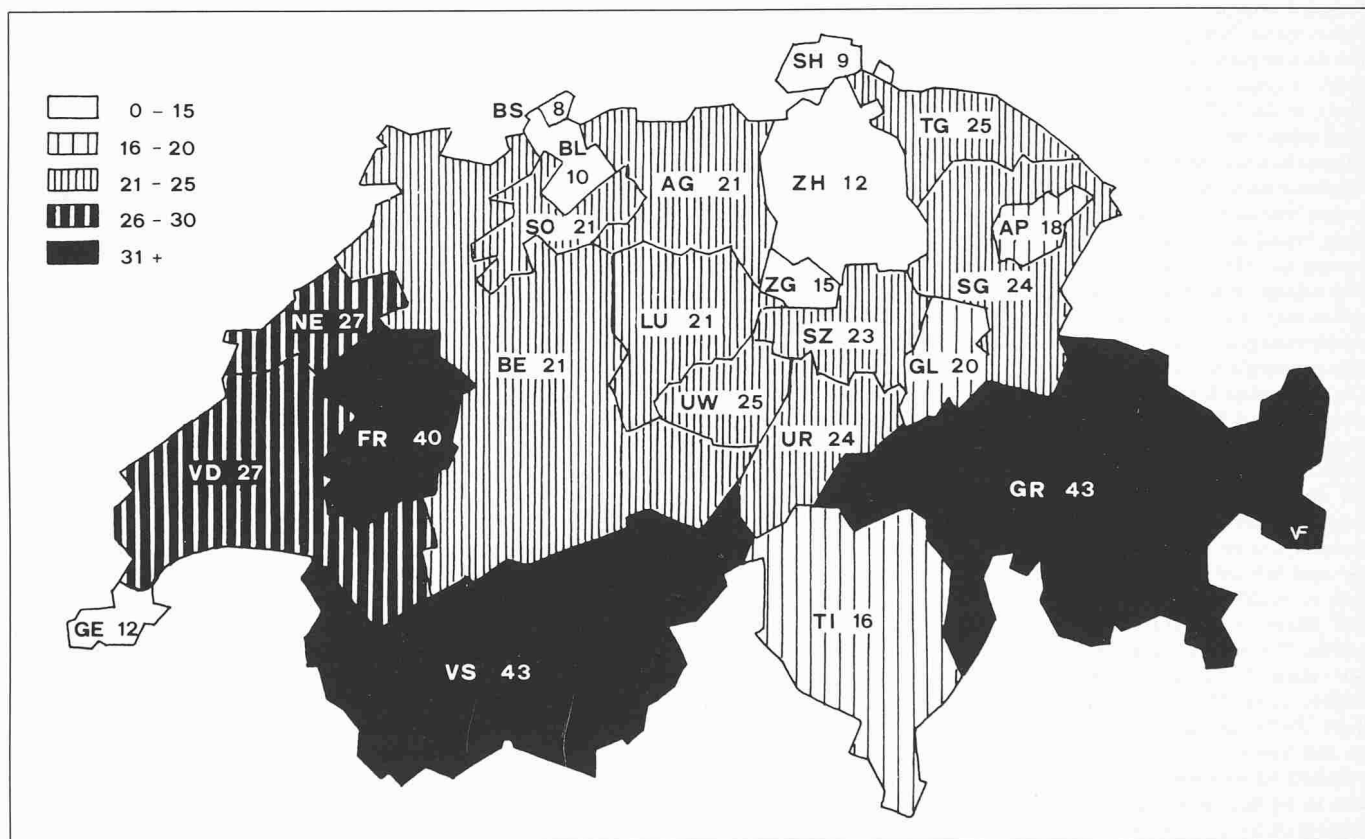 0 - 15
16 - 20
21 - 25
26 - 30
31 +
SH 9
BS 8
TG 25
BL
10
AG 21
ZH 12
AP 18
SO 21
ZG 15
SG 24
NE 27
LU 21
SZ 23
BE 21
GL 20
UW 25
FR 40
UR 24
VD 27
GR 43
VF
GE 12
TI 16
VS 43